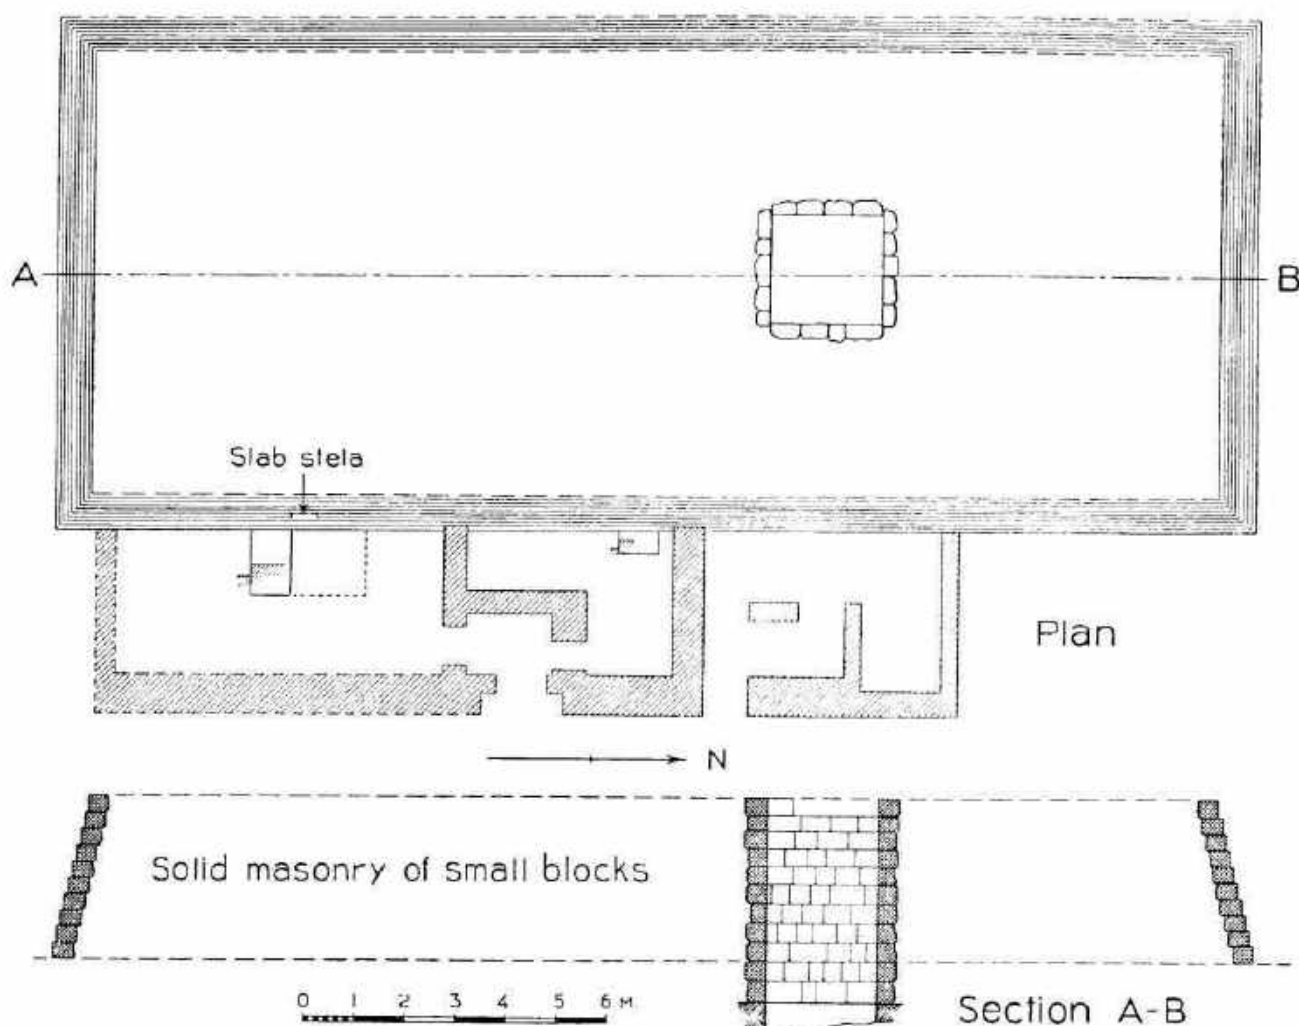 A
B
Slab stela
Plan
N
Solid masonry of small blocks
0 1 2 3 4 5 6 M.
Section A-B